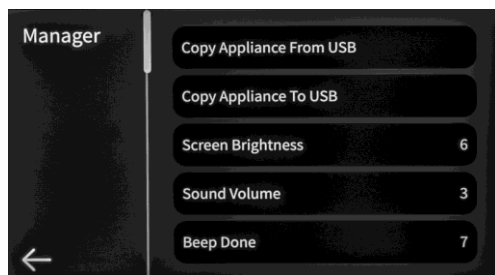 Manager
Copy Appliance From USB
Copy Appliance To USB
Screen Brightness 6
Sound Volume 3
Beep Done 7